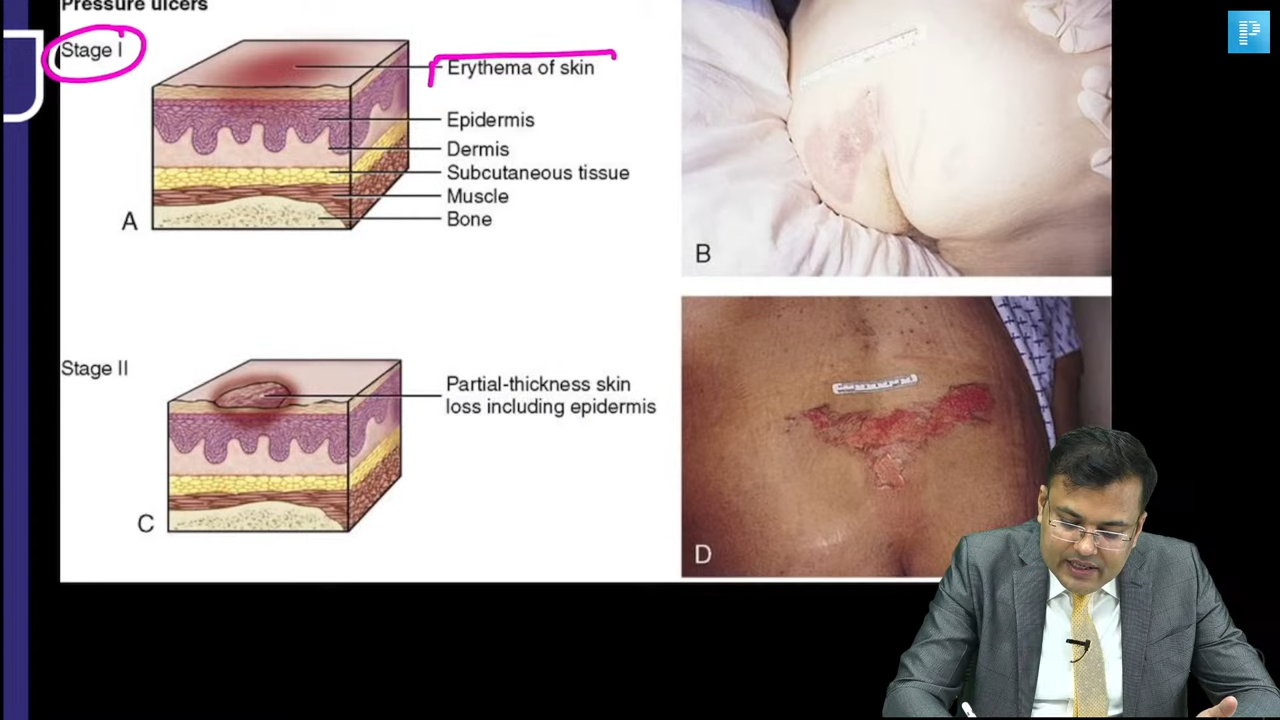 Pressure ulcers
Stage I
Erythema of skin
Epidermis
Dermis
Subcutaneous tissue
Muscle
Bone
A
B
Stage II
Partial-thickness skin
loss including epidermis
C
D
P